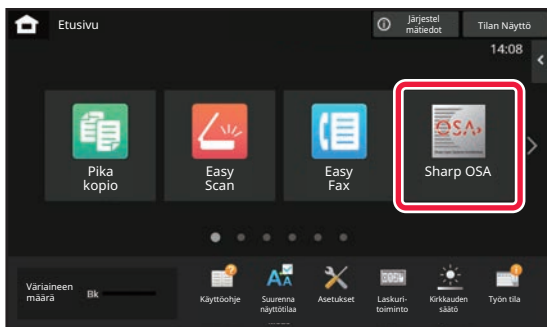 Etusivu
Järjestel
mätiedot
Tilan Näyttö
14:08
Pika
kopio
Easy
Scan
Easy
Fax
OSA
Sharp OSA
Väriaineen
määrä
Bk
Käyttöohje
Suurenna
näyttötilaa
Asetukset
Laskuri-
toiminto
Kirkkauden
säätö
Työn tila